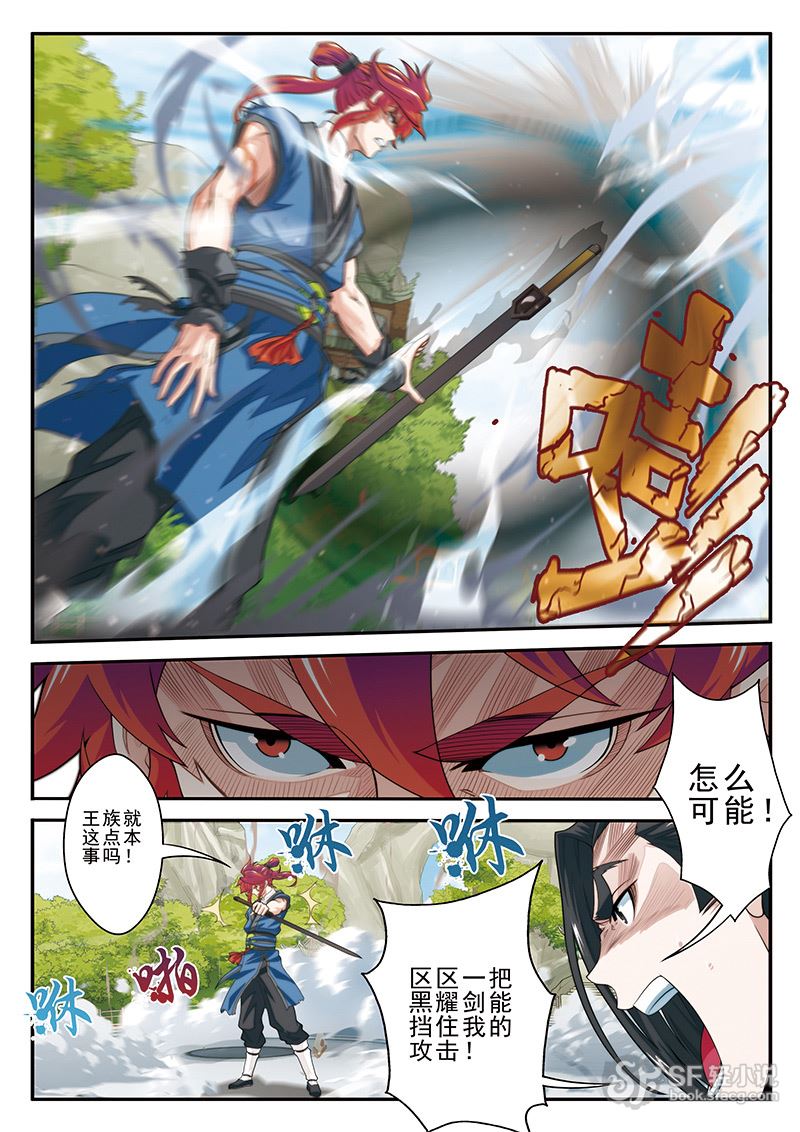 嘭
怎么
可能！
王族就
这点本
事吗！
咻
咻
区区一把
黑耀剑能
挡住我的
攻击！
咻
啪
SF轻小说
book.sfacg.com